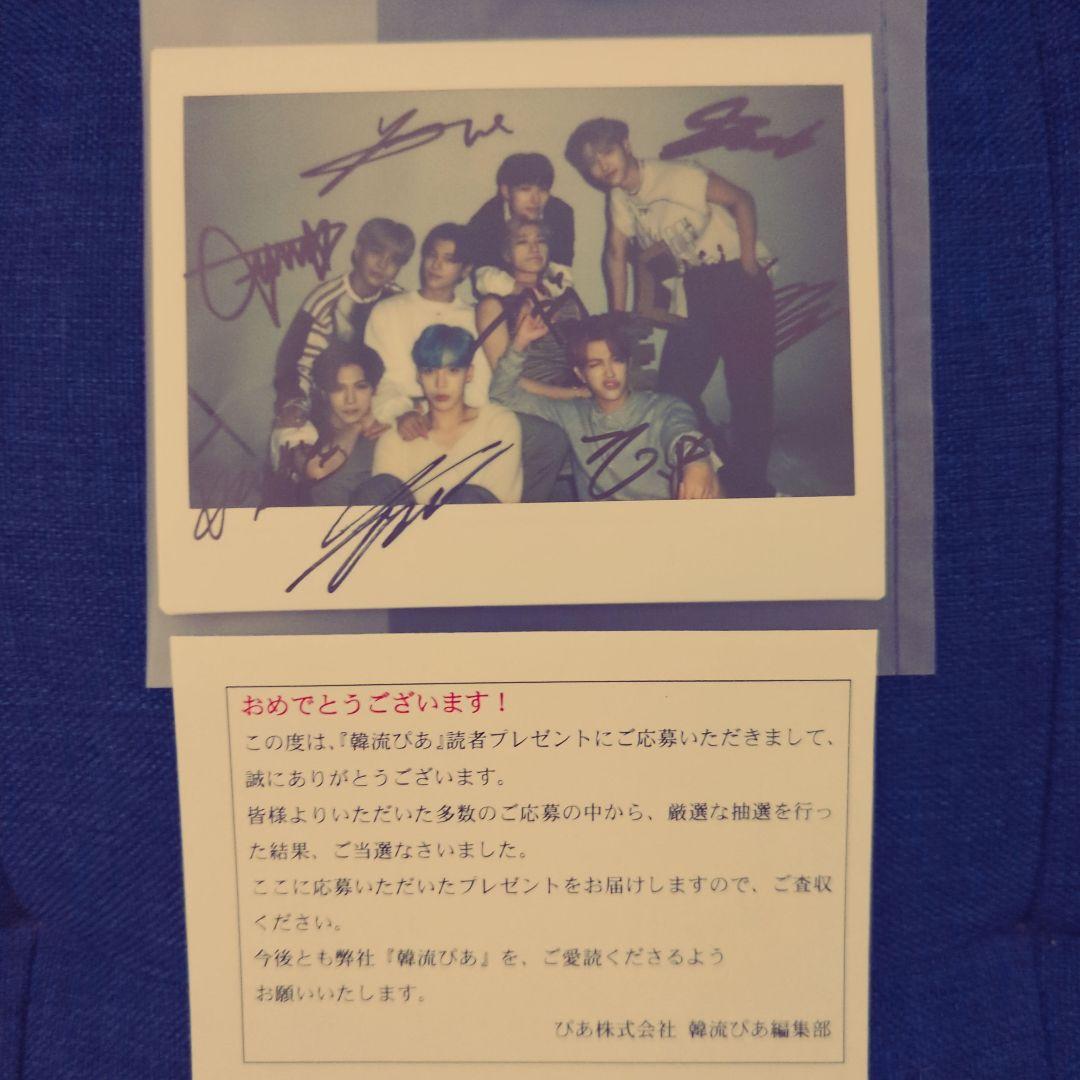 おめでとうございます！
この度は、『韓流ぴあ』読者プレゼントにご応募いただきまして、
誠にありがとうございます。
皆様よりいただいた多数のご応募の中から、厳選な抽選を行っ
た結果、ご当選なさいました。
ここに応募いただいたプレゼントをお届けしますので、ご査収
ください。
今後とも弊社『韓流ぴあ』を、ご愛読くださるよう
お願いいたします。
ぴあ株式会社 韓流ぴあ編集部